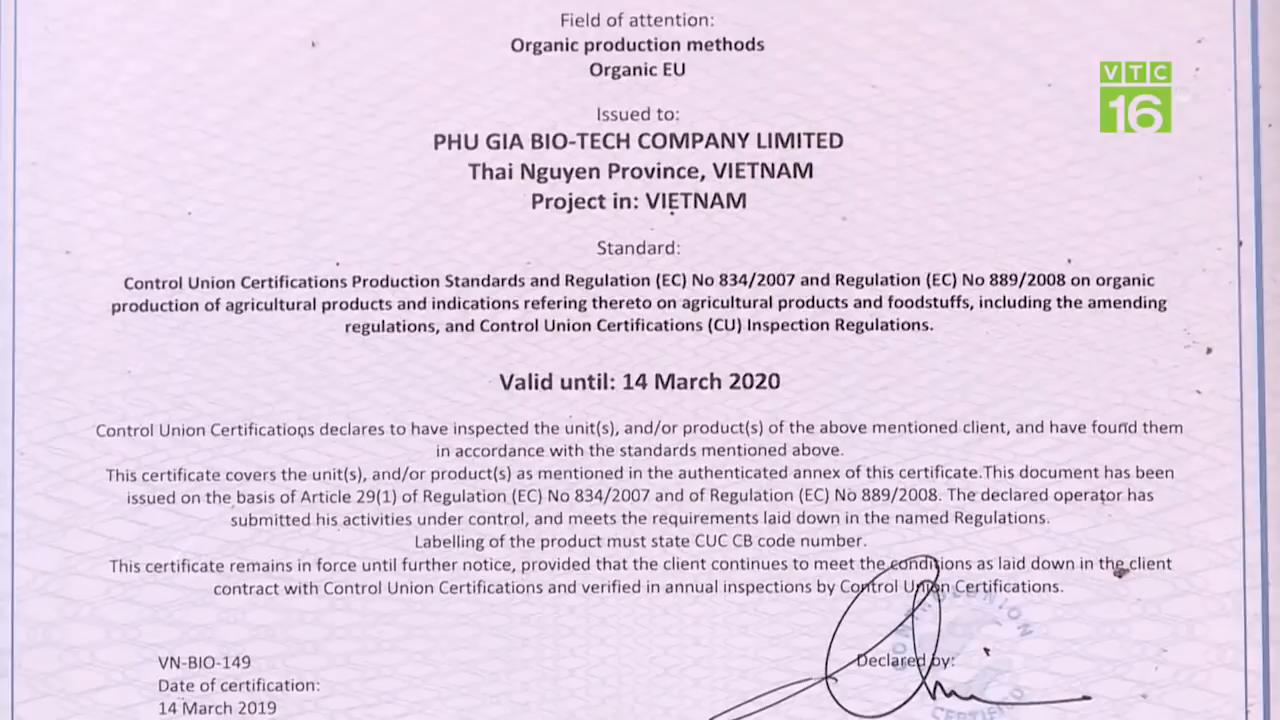 Field of attention:
Organic production methods
Organic EU
VTC
16
Issued to:
PHU GIA BIO-TECH COMPANY LIMITED
Thai Nguyen Province, VIETNAM
Project in: VIETNAM
Standard:
Control Union Certifications Production Standards and Regulation (EC) No 834/2007 and Regulation (EC) No 889/2008 on organic
production of agricultural products and indications refering thereto on agricultural products and foodstuffs, including the amending
regulations, and Control Union Certifications (CU) Inspection Regulations.
Valid until: 14 March 2020
Control Union Certifications declares to have inspected the unit(s), and/or product(s) of the above mentioned client, and have found them
in accordance with the standards mentioned above.
This certificate covers the unit(s), and/or product(s) as mentioned in the authenticated annex of this certificate.This document has been
issued on the basis of Article 29(1) of Regulation (EC) No 834/2007 and of Regulation (EC) No 889/2008. The declared operator has
submitted his activities under control, and meets the requirements laid down in the named Regulations.
Labelling of the product must state CUC CB code number.
This certificate remains in force until further notice, provided that the client continues to meet the conditions as laid down in the client
contract with Control Union Certifications and verified in annual inspections by Control Union Certifications.
VN-BIO-149
Declared by:
Date of certification:
14 March 2019